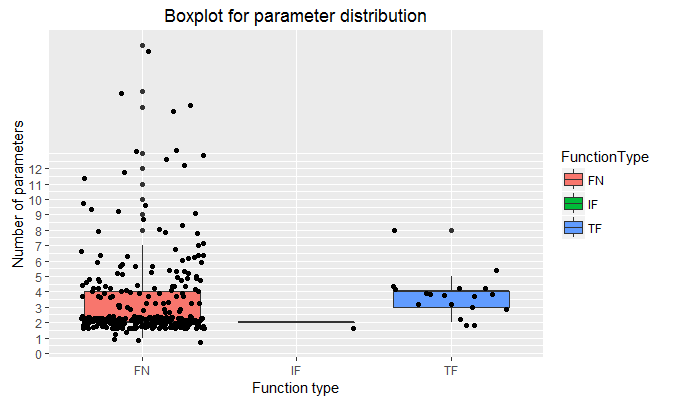 Boxplot for parameter distribution
Number of parameters
12
11
10
9
8
7
6
5
4
3
2
1
0
FN
IF
TF
Function type
FunctionType
FN
IF
TF